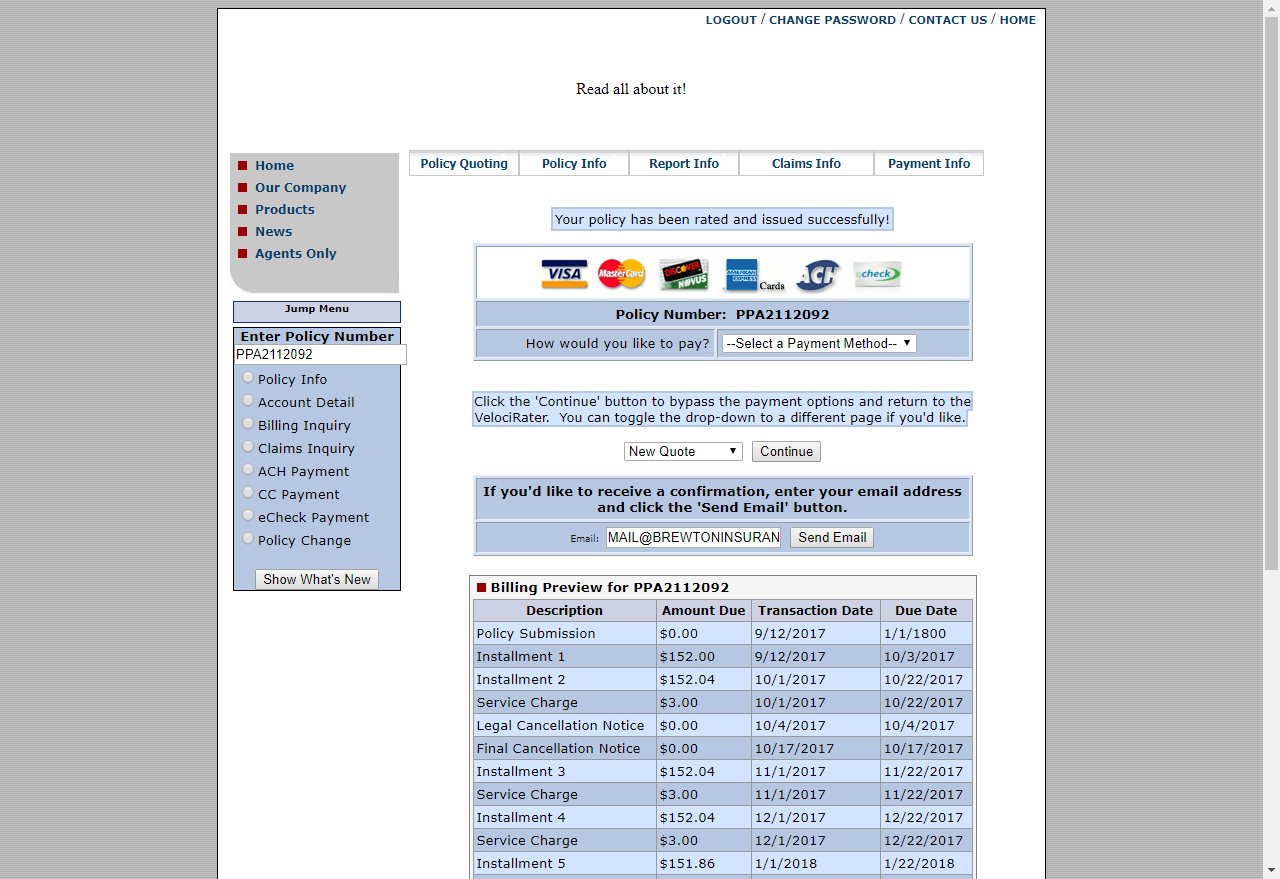 LOGOUT / CHANGE PASSWORD / CONTACT US / HOME
Read all about it!
Home
Our Company
Products
News
Agents Only
Policy Quoting Policy Info Report Info Claims Info Payment Info
Jump Menu
Enter Policy Number
PPA2112092
Policy Info
Account Detail
Billing Inquiry
Claims Inquiry
ACH Payment
CC Payment
eCheck Payment
Policy Change
Show What's New
Your policy has been rated and issued successfully!
VISA MasterCard DISCOVER NOVUS AMERICAN EXPRESS Cards ACH echeck
Policy Number: PPA2112092
How would you like to pay? --Select a Payment Method--
Click the 'Continue' button to bypass the payment options and return to the
VelociRater. You can toggle the drop-down to a different page if you'd like.
New Quote Continue
If you'd like to receive a confirmation, enter your email address
and click the 'Send Email' button.
Email: MAIL@BREWTONINSURAN Send Email
Billing Preview for PPA2112092
Description Amount Due Transaction Date Due Date
Policy Submission $0.00 9/12/2017 1/1/1800
Installment 1 $152.00 9/12/2017 10/3/2017
Installment 2 $152.04 10/1/2017 10/22/2017
Service Charge $3.00 10/1/2017 10/22/2017
Legal Cancellation Notice $0.00 10/4/2017 10/4/2017
Final Cancellation Notice $0.00 10/17/2017 10/17/2017
Installment 3 $152.04 11/1/2017 11/22/2017
Service Charge $3.00 11/1/2017 11/22/2017
Installment 4 $152.04 12/1/2017 12/22/2017
Service Charge $3.00 12/1/2017 12/22/2017
Installment 5 $151.86 1/1/2018 1/22/2018